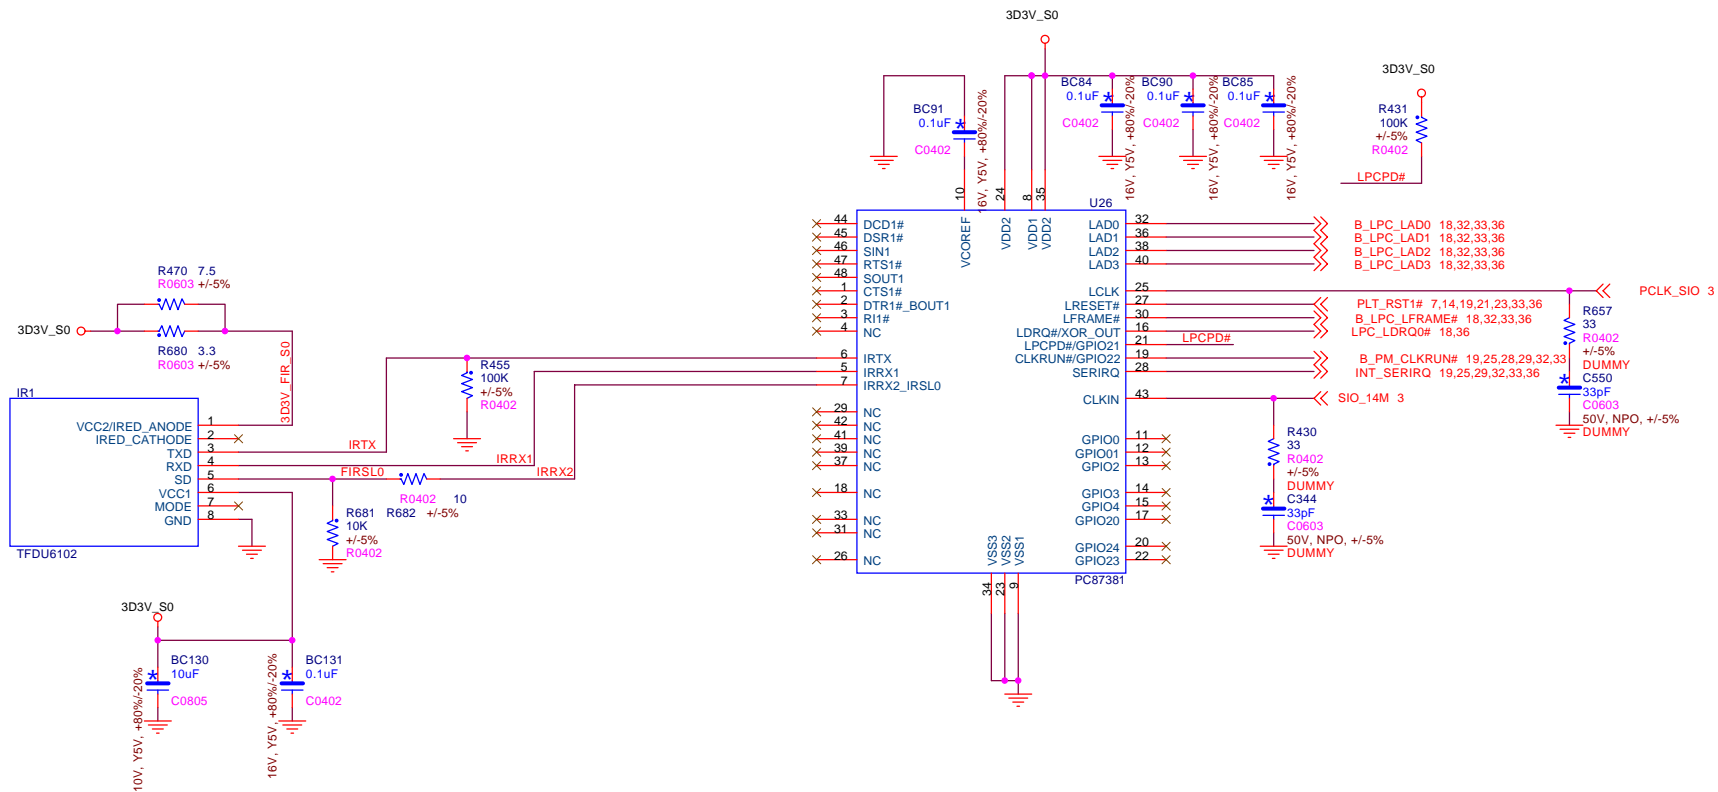 3D3V_S0
3D3V_S0
BC91
0.1uF
C0402
16V, Y5V, +80%/-20%
BC84
0.1uF
C0402
16V, Y5V, +80%/-20%
BC90
0.1uF
C0402
16V, Y5V, +80%/-20%
BC85
0.1uF
C0402
16V, Y5V, +80%/-20%
R431
100K
+/-5%
R0402
LPCPD#
10
24
8
35
U26
VCOREF
VDD2
VDD1
VDD2
44 DCD1#
45 DSR1#
46 SIN1
47 RTS1#
48 SOUT1
1 CTS1#
2 DTR1#_BOUT1
3 RI1#
4 NC
6 IRTX
5 IRRX1
7 IRRX2_IRSL0
29 NC
42 NC
41 NC
39 NC
37 NC
18 NC
33 NC
31 NC
26 NC
LAD0 32 B_LPC_LAD0 18,32,33,36
LAD1 36 B_LPC_LAD1 18,32,33,36
LAD2 38 B_LPC_LAD2 18,32,33,36
LAD3 40 B_LPC_LAD3 18,32,33,36
LCLK 25 PCLK_SIO 3
LRESET# 27 PLT_RST1# 7,14,19,21,23,33,36
LFRAME# 30 B_LPC_LFRAME# 18,32,33,36
LDRQ#/XOR_OUT 16 LPC_LDRQ0# 18,36
LPCPD#/GPIO21 21 LPCPD#
CLKRUN#/GPIO22 19 B_PM_CLKRUN# 19,25,28,29,32,33
SERIRQ 28 INT_SERIRQ 19,25,29,32,33,36
CLKIN 43 SIO_14M 3
GPIO0 11
GPIO01 12
GPIO2 13
GPIO3 14
GPIO4 15
GPIO20 17
GPIO24 20
GPIO23 22
VSS3
VSS2
VSS1
34
23
9
PC87381
R657
33
R0402
+/-5%
DUMMY
C550
33pF
C0603
50V, NPO, +/-5%
DUMMY
R430
33
R0402
+/-5%
DUMMY
C344
33pF
C0603
50V, NPO, +/-5%
DUMMY
R470 7.5
R0603 +/-5%
3D3V_S0
R680 3.3
R0603 +/-5%
3D3V_FIR_S0
R455
100K
+/-5%
R0402
IR1
VCC2/IRED_ANODE 1
IRED_CATHODE 2
TXD 3
RXD 4
SD 5
VCC1 6
MODE 7
GND 8
TFDU6102
IRTX
IRRX1
FIRSL0
IRRX2
R0402 10
R682 +/-5%
R681
10K
+/-5%
R0402
3D3V_S0
BC130
10uF
C0805
10V, Y5V, +80%/-20%
BC131
0.1uF
C0402
16V, Y5V, +80%/-20%